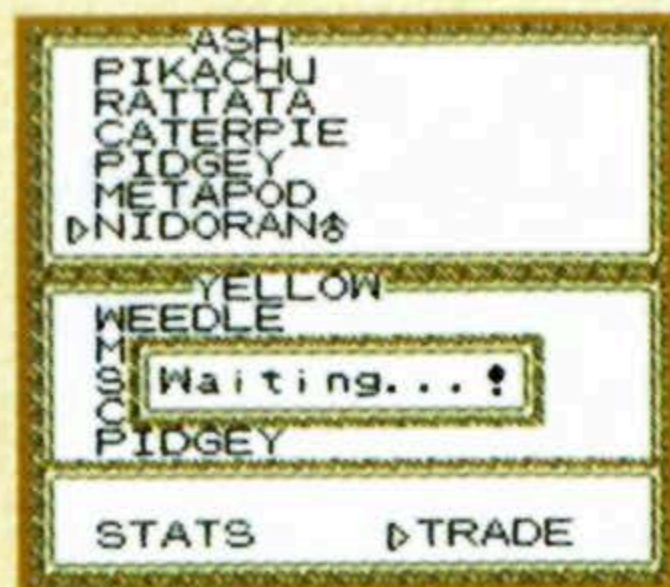 ASH
PIKACHU
RATTATA
CATERPIE
PIDGEY
METAPOD
▷NIDORAN♂
YELLOW
WEEDLE
M
S
C
Waiting...!
PIDGEY
STATS ▷TRADE